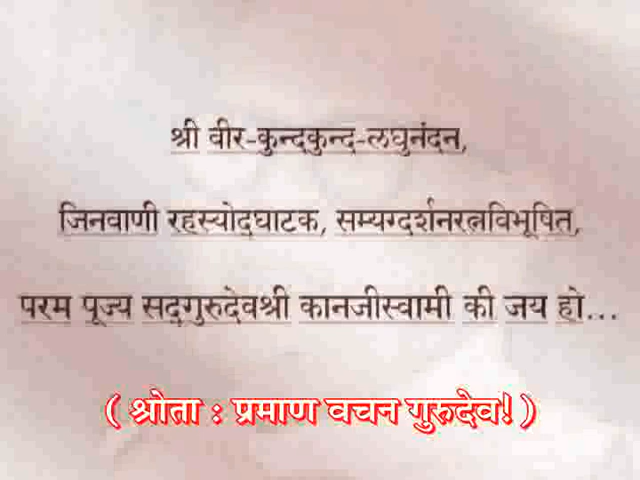 श्री वीर-कुन्दकुन्द-लघुनंदन,
जिनवाणी रहस्योद्घाटक, सम्यग्दर्शनरत्नविभूषित,
परम पूज्य सद्गुरुदेवश्री कानजीस्वामी की जय हो...
( श्रोता : प्रमाण वचन गुरुदेव! )